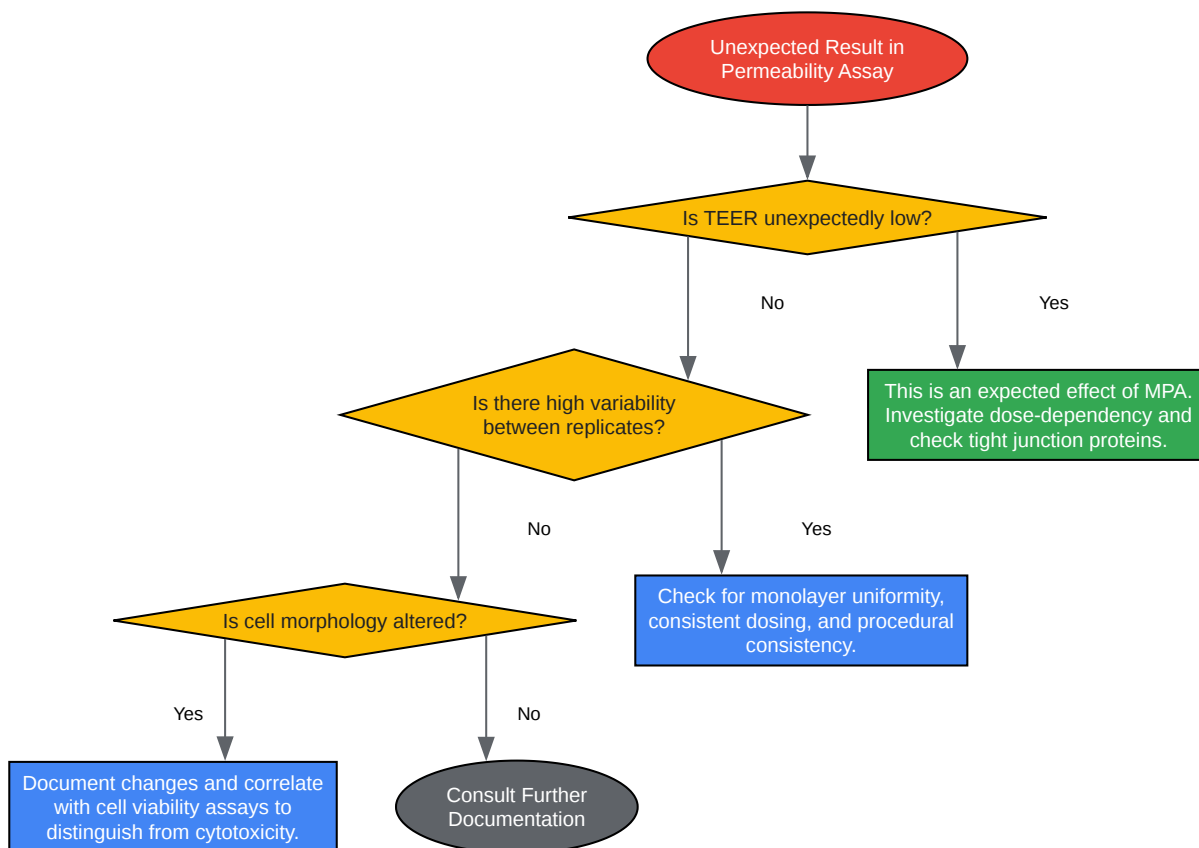 Unexpected Result in
Permeability Assay
Is TEER unexpectedly low?
No
Yes
Is there high variability
between replicates?
This is an expected effect of MPA.
Investigate dose-dependency and
check tight junction proteins.
No
Yes
Is cell morphology altered?
Check for monolayer uniformity,
consistent dosing, and procedural
consistency.
Yes
No
Document changes and correlate
with cell viability assays to
distinguish from cytotoxicity.
Consult Further
Documentation